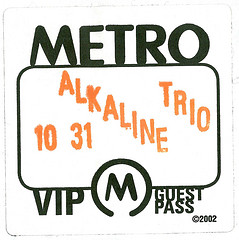 METRO
ALKALINE TRIO
10 31
VIP M GUEST
PASS
©2002